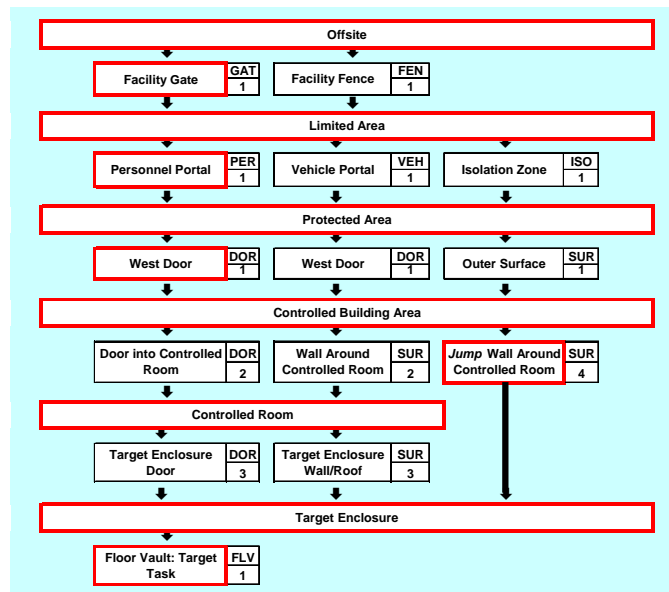 Offsite
Facility Gate GAT 1 Facility Fence FEN 1
Limited Area
Personnel Portal PER 1 Vehicle Portal VEH 1 Isolation Zone ISO 1
Protected Area
West Door DOR 1 West Door DOR 1 Outer Surface SUR 1
Controlled Building Area
Door into Controlled
Room
DOR
2
Wall Around
Controlled Room
SUR
2
Jump Wall Around
Controlled Room
SUR
4
Controlled Room
Target Enclosure
Door
DOR
3
Target Enclosure
Wall/Roof
SUR
3
Target Enclosure
Floor Vault: Target
Task
FLV
1